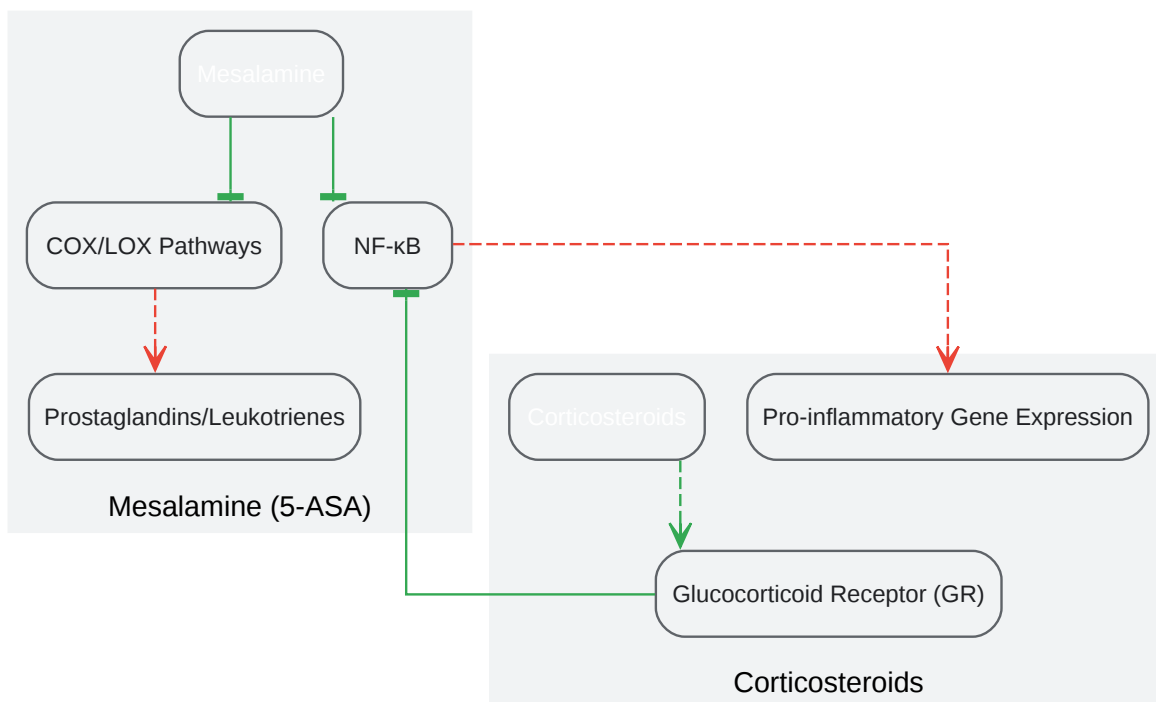 Mesalamine
COX/LOX Pathways
NF-κB
Prostaglandins/Leukotrienes
Mesalamine (5-ASA)
Corticosteroids
Pro-inflammatory Gene Expression
Glucocorticoid Receptor (GR)
Corticosteroids